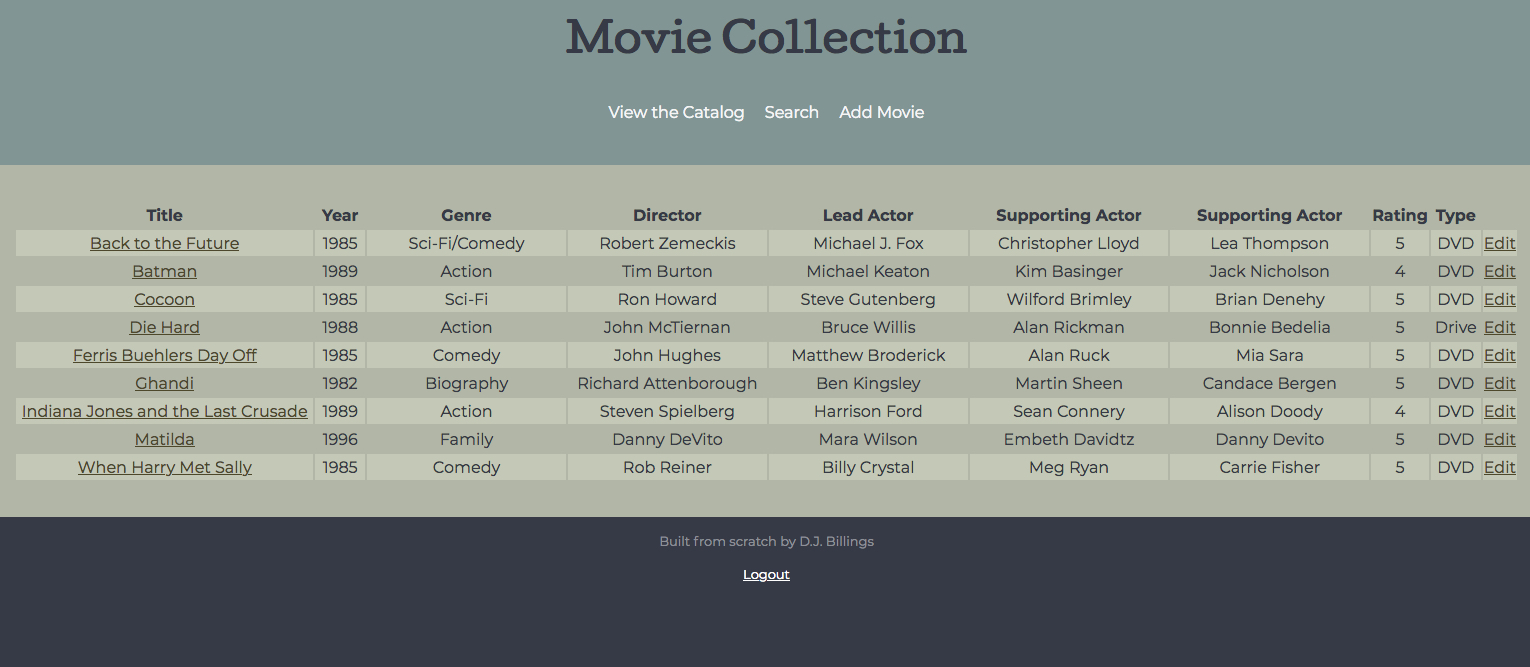 Movie Collection
View the Catalog Search Add Movie
Title Year Genre Director Lead Actor Supporting Actor Supporting Actor Rating Type
Back to the Future 1985 Sci-Fi/Comedy Robert Zemeckis Michael J. Fox Christopher Lloyd Lea Thompson 5 DVD Edit
Batman 1989 Action Tim Burton Michael Keaton Kim Basinger Jack Nicholson 4 DVD Edit
Cocoon 1985 Sci-Fi Ron Howard Steve Gutenberg Wilford Brimley Brian Denehy 5 DVD Edit
Die Hard 1988 Action John McTiernan Bruce Willis Alan Rickman Bonnie Bedelia 5 Drive Edit
Ferris Buehlers Day Off 1985 Comedy John Hughes Matthew Broderick Alan Ruck Mia Sara 5 DVD Edit
Ghandi 1982 Biography Richard Attenborough Ben Kingsley Martin Sheen Candace Bergen 5 DVD Edit
Indiana Jones and the Last Crusade 1989 Action Steven Spielberg Harrison Ford Sean Connery Alison Doody 4 DVD Edit
Matilda 1996 Family Danny DeVito Mara Wilson Embeth Davidtz Danny Devito 5 DVD Edit
When Harry Met Sally 1985 Comedy Rob Reiner Billy Crystal Meg Ryan Carrie Fisher 5 DVD Edit
Built from scratch by D.J. Billings
Logout